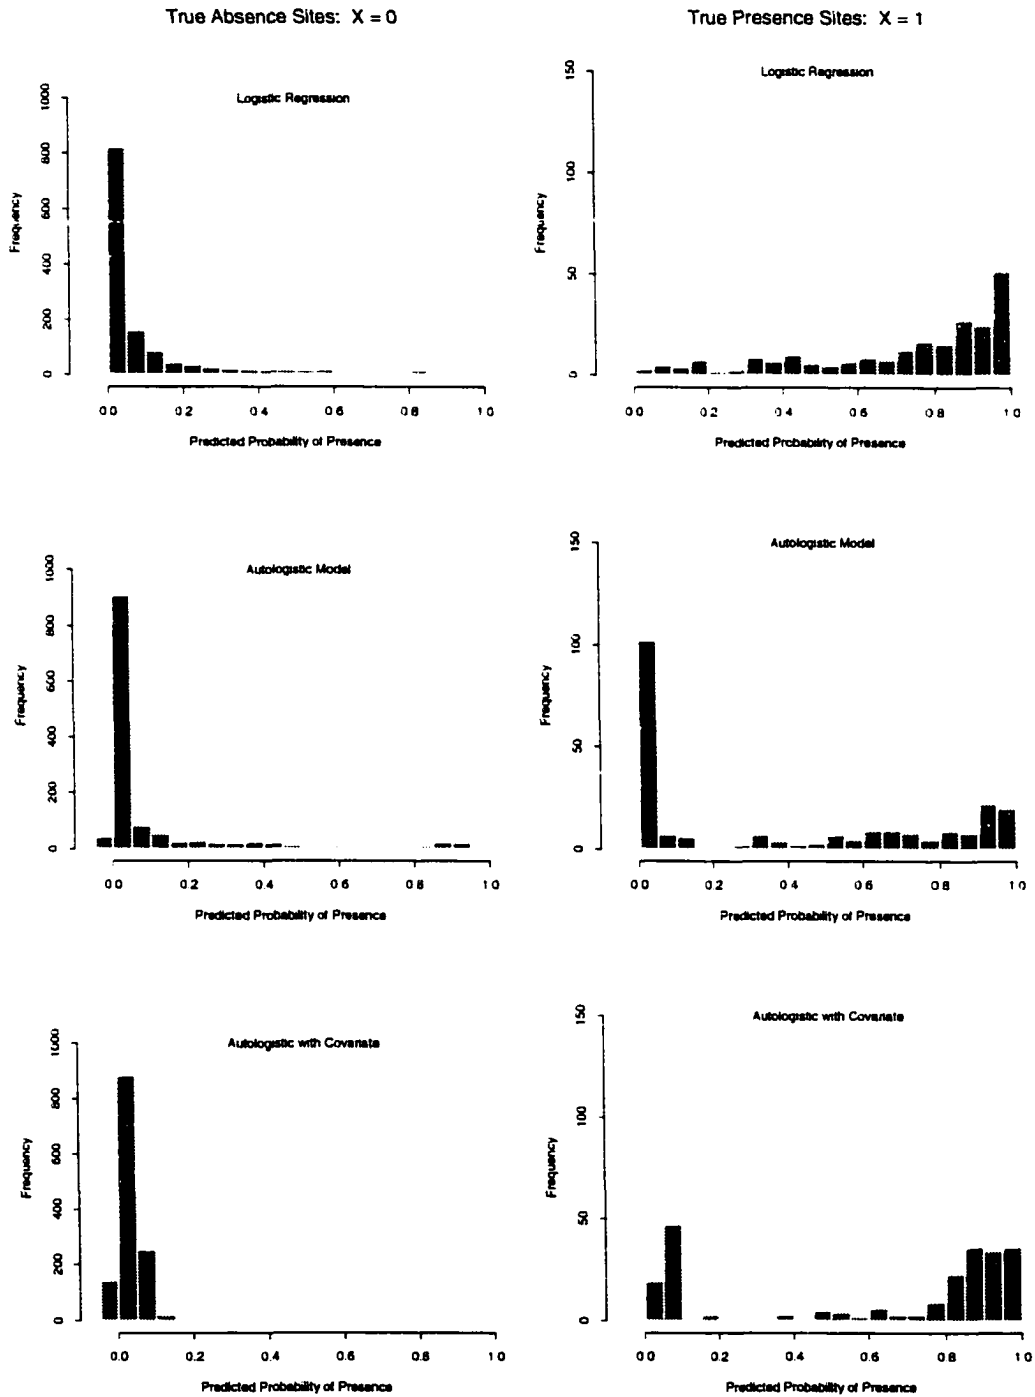 True Absence Sites: X = 0
True Presence Sites: X = 1
Logistic Regression
Frequency
0 200 400 600 800 1000
0.0 0.2 0.4 0.6 0.8 1.0
Predicted Probability of Presence
Logistic Regression
Frequency
0 50 100 150
0.0 0.2 0.4 0.6 0.8 1.0
Predicted Probability of Presence
Autologistic Model
Frequency
0 200 400 600 800 1000
0.0 0.2 0.4 0.6 0.8 1.0
Predicted Probability of Presence
Autologistic Model
Frequency
0 50 100 150
0.0 0.2 0.4 0.6 0.8 1.0
Predicted Probability of Presence
Autologistic with Covariate
Frequency
0 200 400 600 800 1000
0.0 0.2 0.4 0.6 0.8 1.0
Predicted Probability of Presence
Autologistic with Covariate
Frequency
0 50 100 150
0.0 0.2 0.4 0.6 0.8 1.0
Predicted Probability of Presence